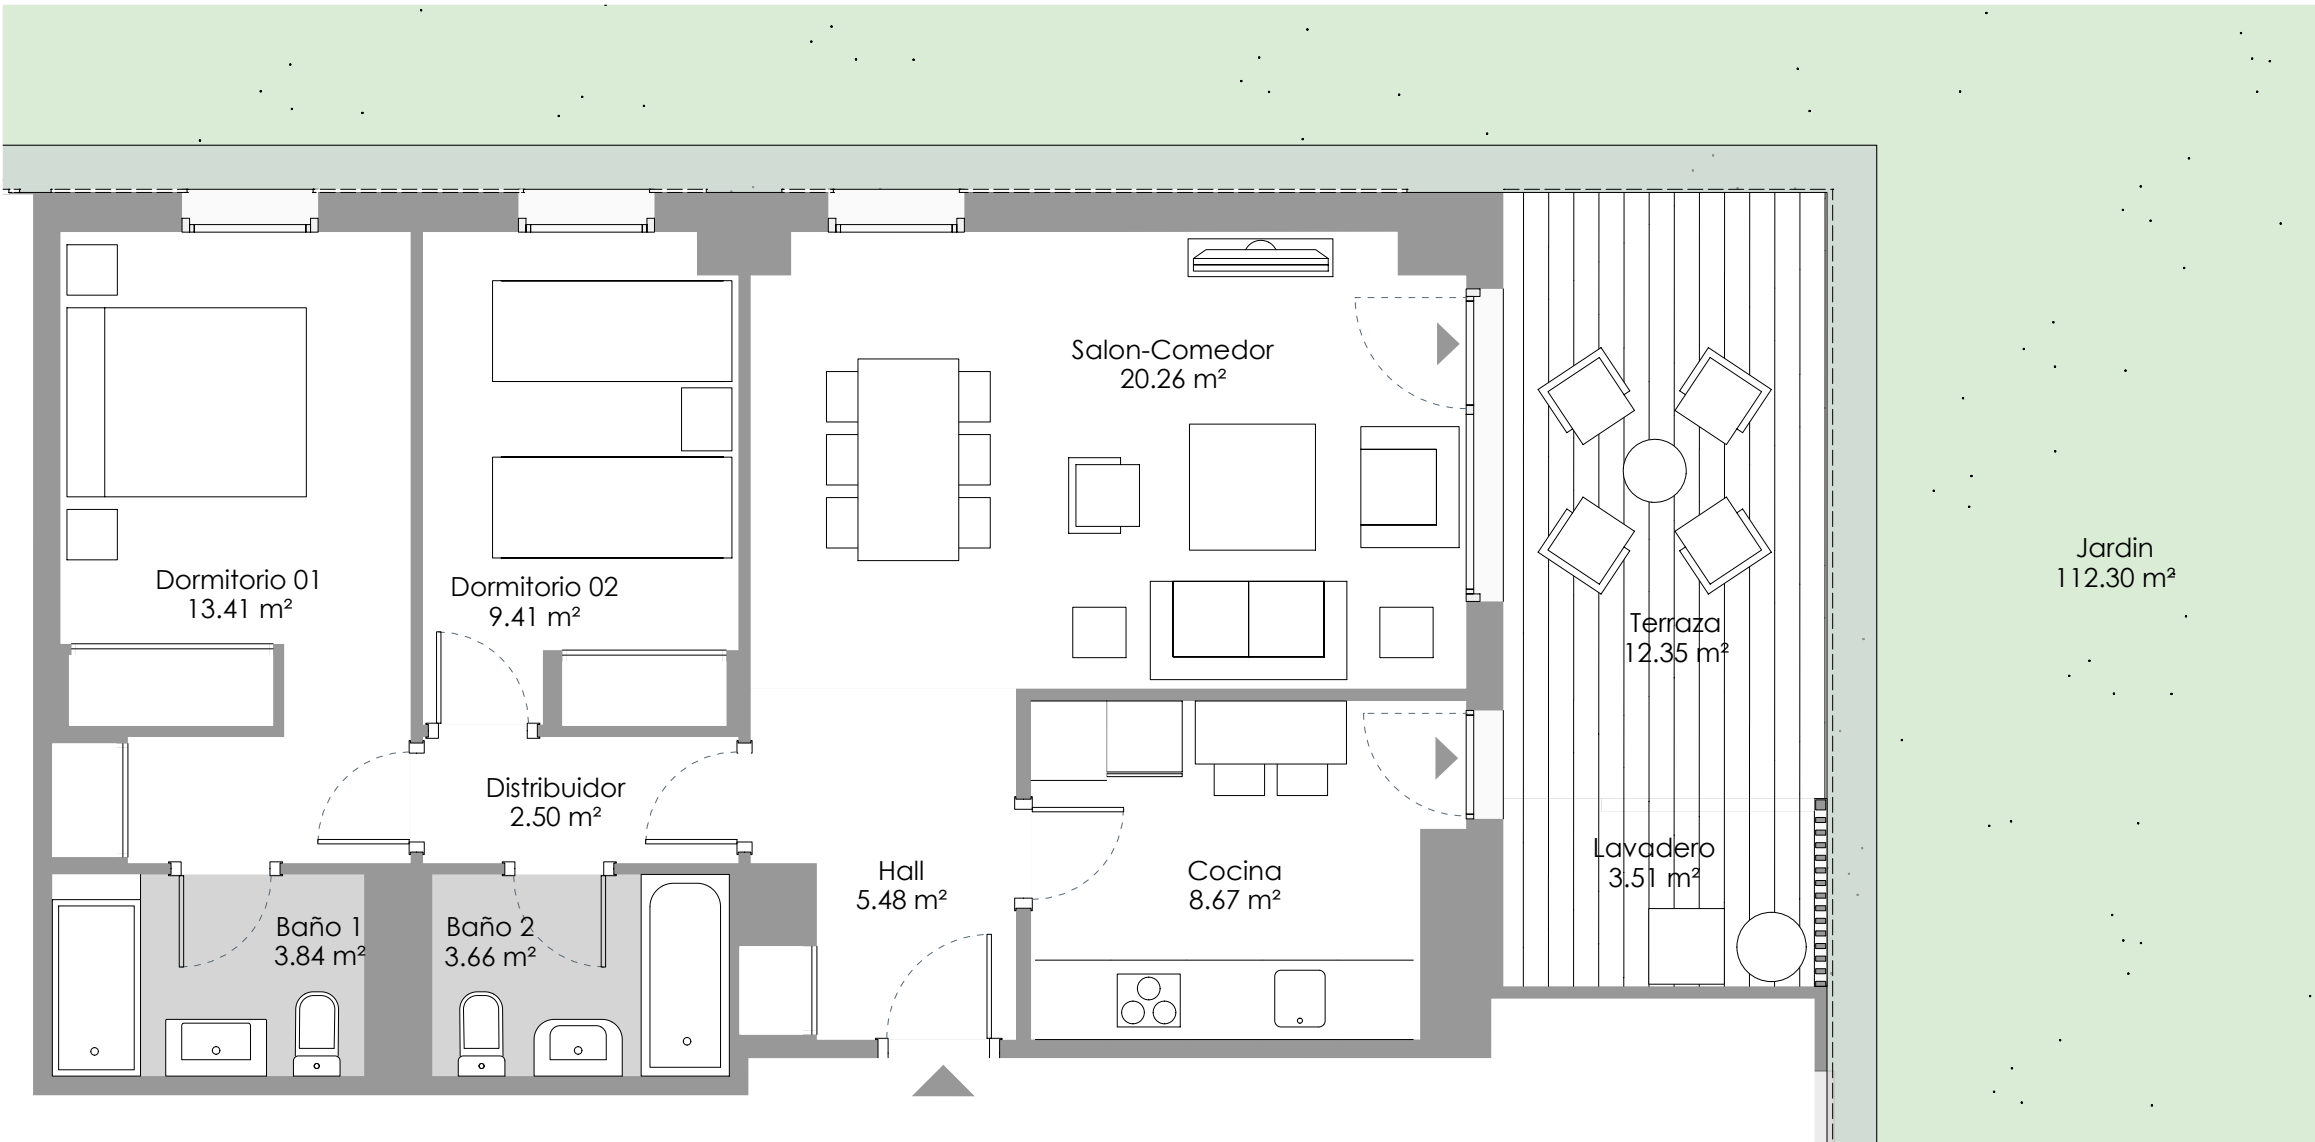 Salon-Comedor
20.26 m²
Jardin
112.30 m²
Dormitorio 01
13.41 m²
Dormitorio 02
9.41 m²
Terraza
12.35 m²
Distribuidor
2.50 m²
Hall
5.48 m²
Cocina
8.67 m²
Lavadero
3.51 m²
Baño 1
3.84 m²
Baño 2
3.66 m²